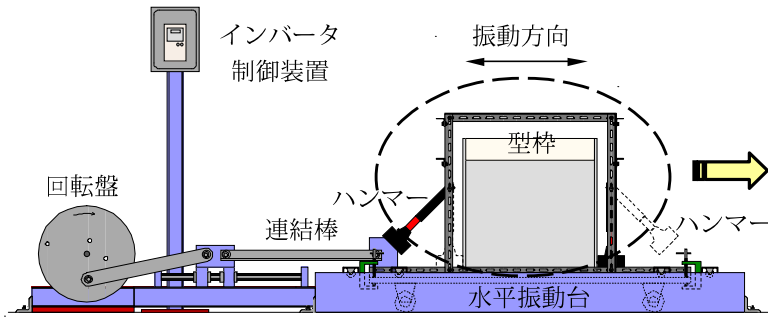 インバータ
制御装置
振動方向
型枠
回転盤
ハンマー
連結棒
ハンマー
水平振動台